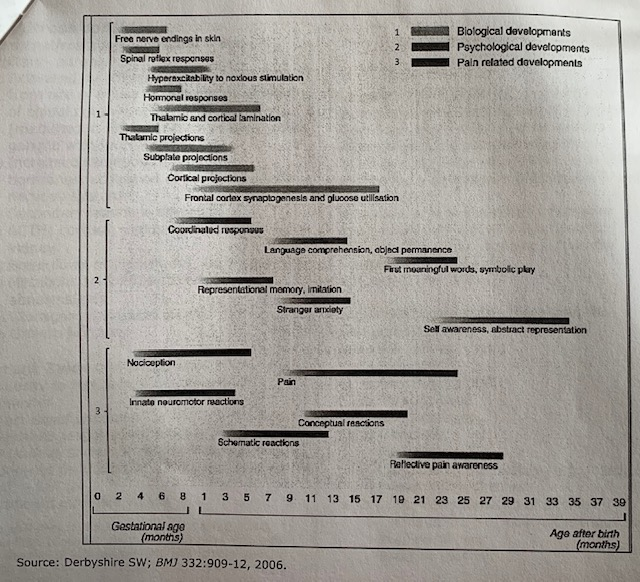 1 Biological developments
2 Psychological developments
3 Pain related developments
Free nerve endings in skin
Spinal reflex responses
Hyperexcitability to noxious stimulation
Hormonal responses
Thalamic and cortical lamination
1
Thalamic projections
Subplate projections
Cortical projections
Frontal cortex synaptogenesis and glucose utilisation
Coordinated responses
Language comprehension, object permanence
First meaningful words, symbolic play
2
Representational memory, imitation
Stranger anxiety
Self awareness, abstract representation
Nociception
Pain
Innate neuromotor reactions
3
Conceptual reactions
Schematic reactions
Reflective pain awareness
0 2 4 6 8 1 3 5 7 9 11 13 15 17 19 21 23 25 27 29 31 33 35 37 39
Gestational age
(months)
Age after birth
(months)
Source: Derbyshire SW; BMJ 332:909-12, 2006.